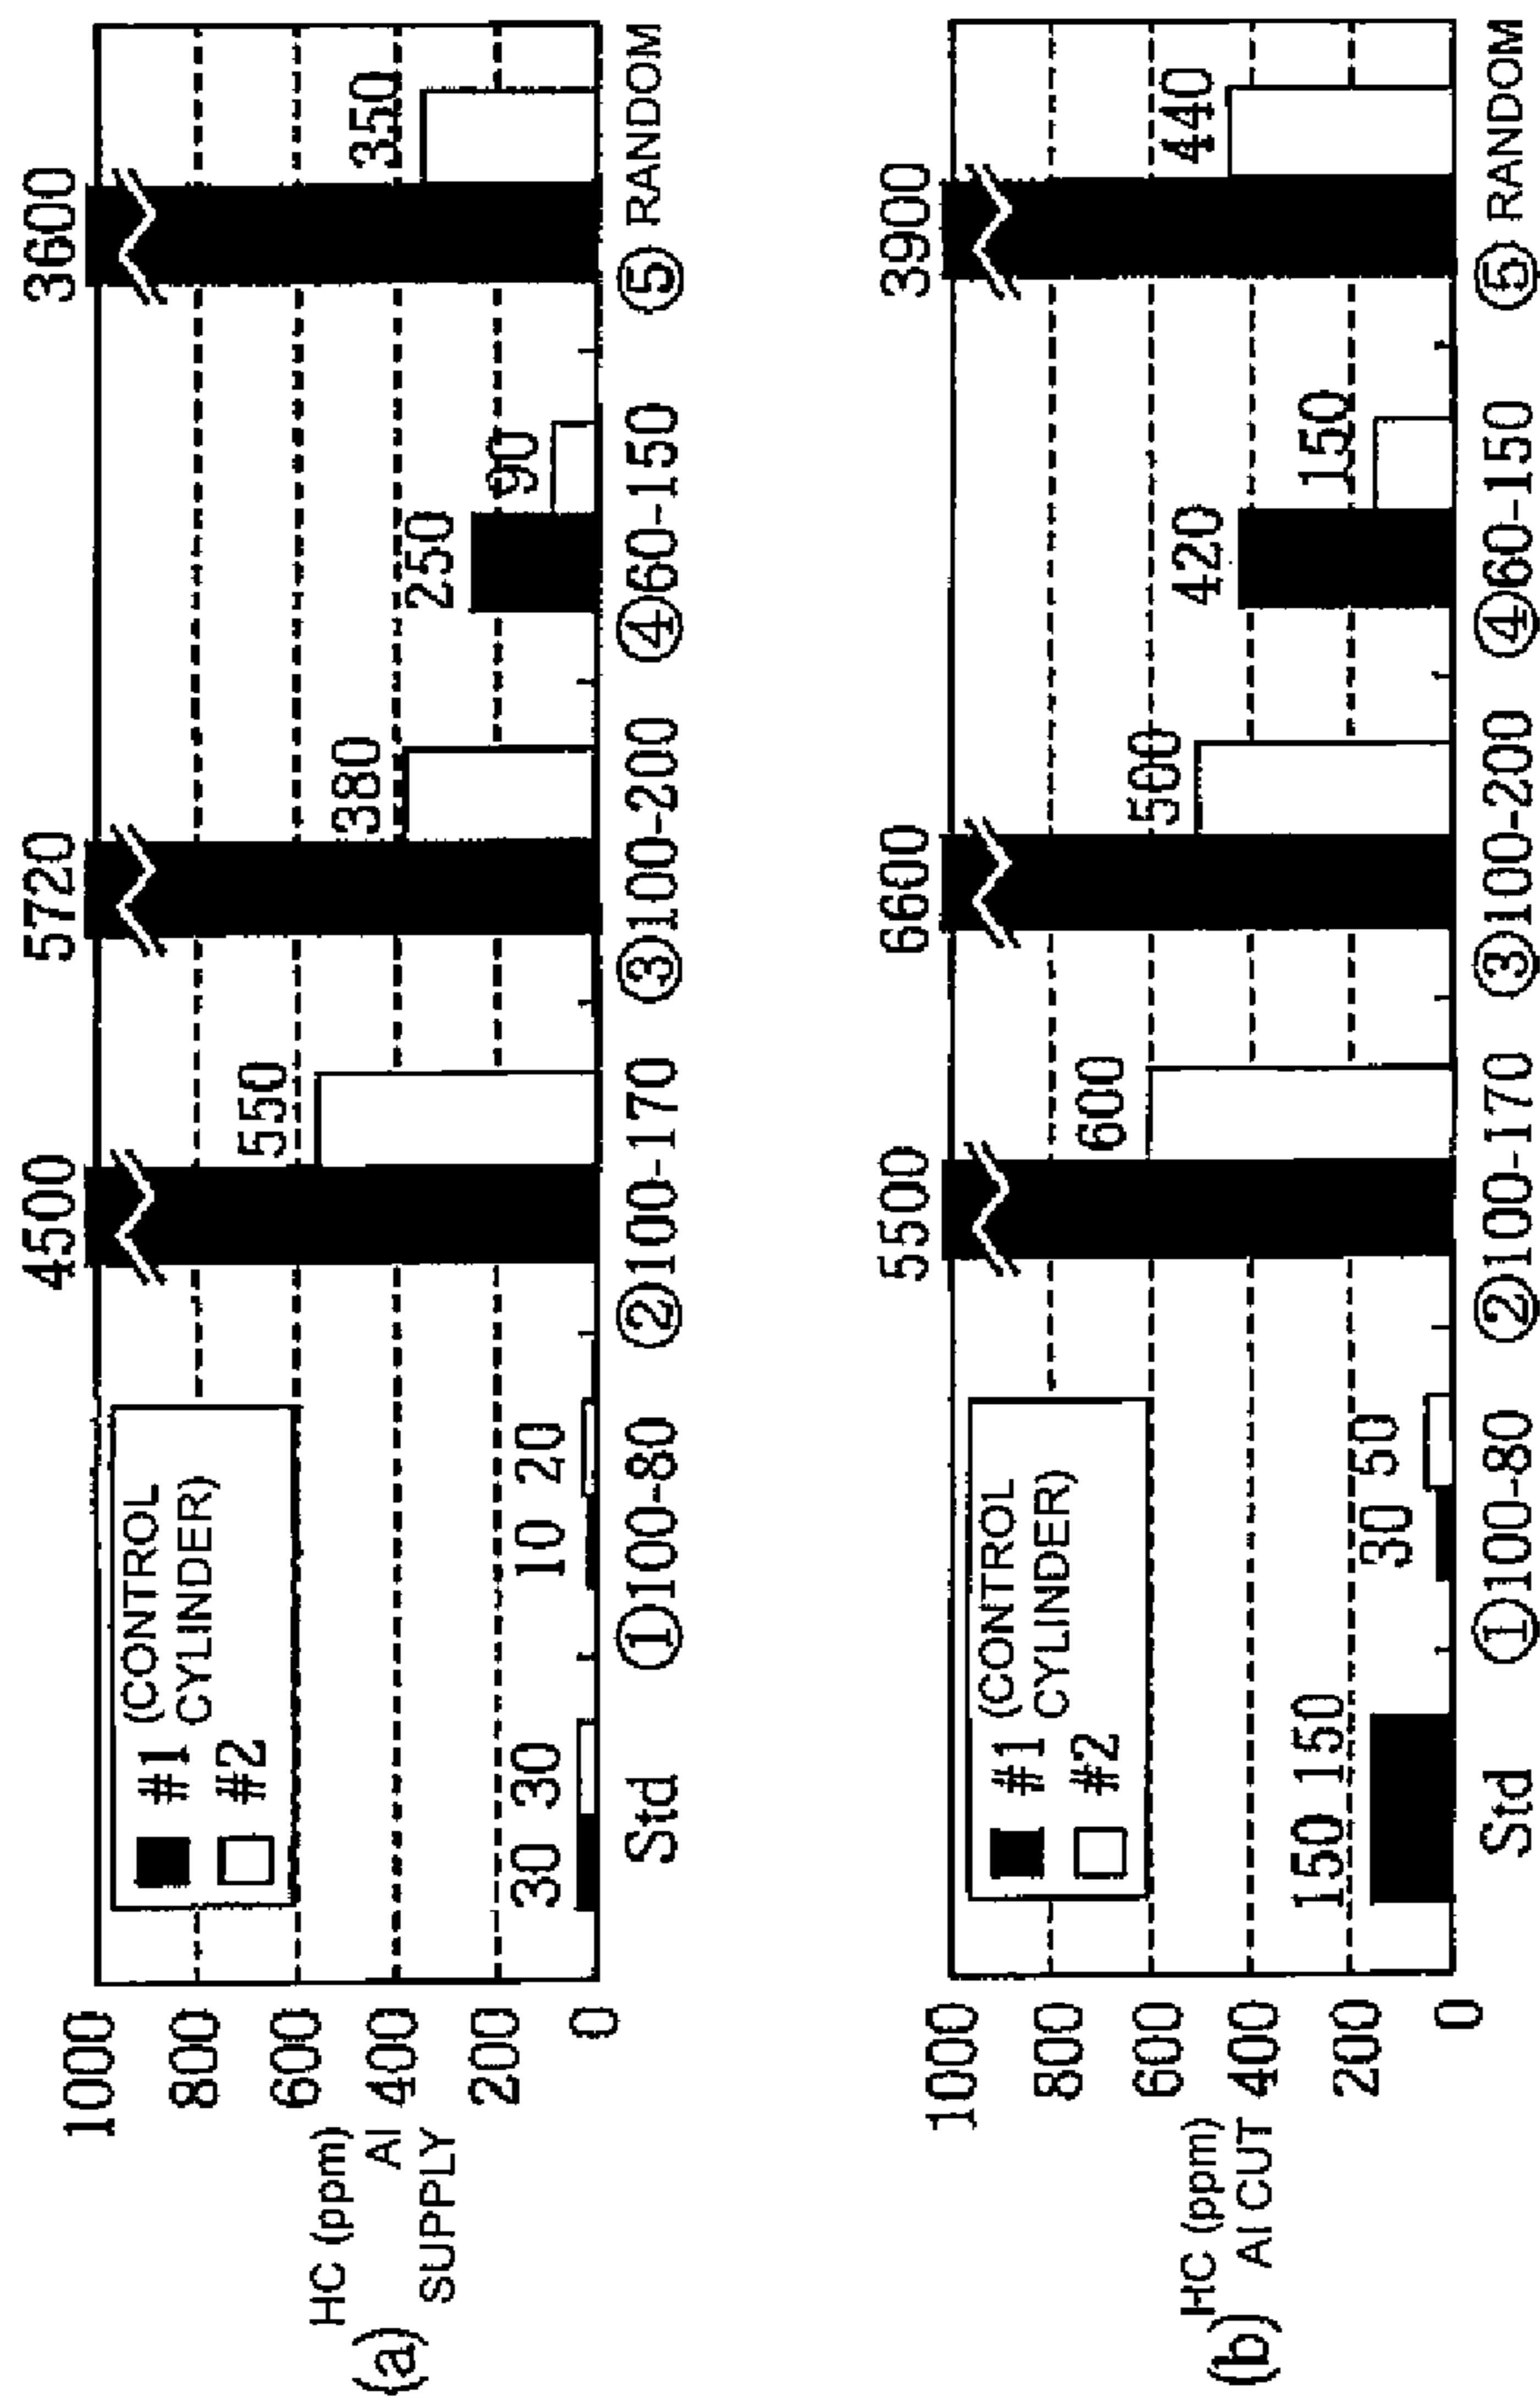 (a)
HC (ppm)
AI
SUPPLY
1000
800
600
400
200
0
#1 (CONTROL
#2 CYLINDER)
30 30
10 20
4500
550
5720
380
250
90
3600
350
Std ①100-80 ②100-170 ③100-200 ④60-150 ⑤ RANDOM
(b)
HC (ppm)
AI CUT
1000
800
600
400
200
0
#1 (CONTROL
#2 CYLINDER)
150 150
30 50
5500
600
6600
500
420
150
3900
440
Std ①100-80 ②100-170 ③100-200 ④60-150 ⑤ RANDOM